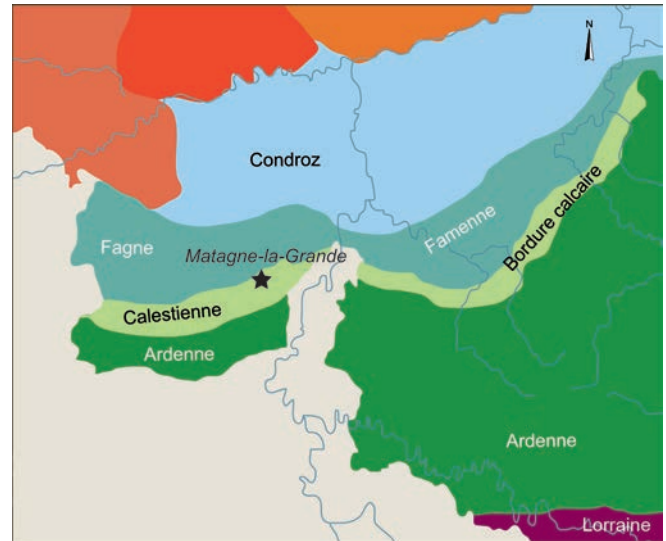 N
Condroz
Famenne
Bordure calcaire
Fagne
Matagne-la-Grande
Calestienne
Ardenne
Ardenne
Lorraine